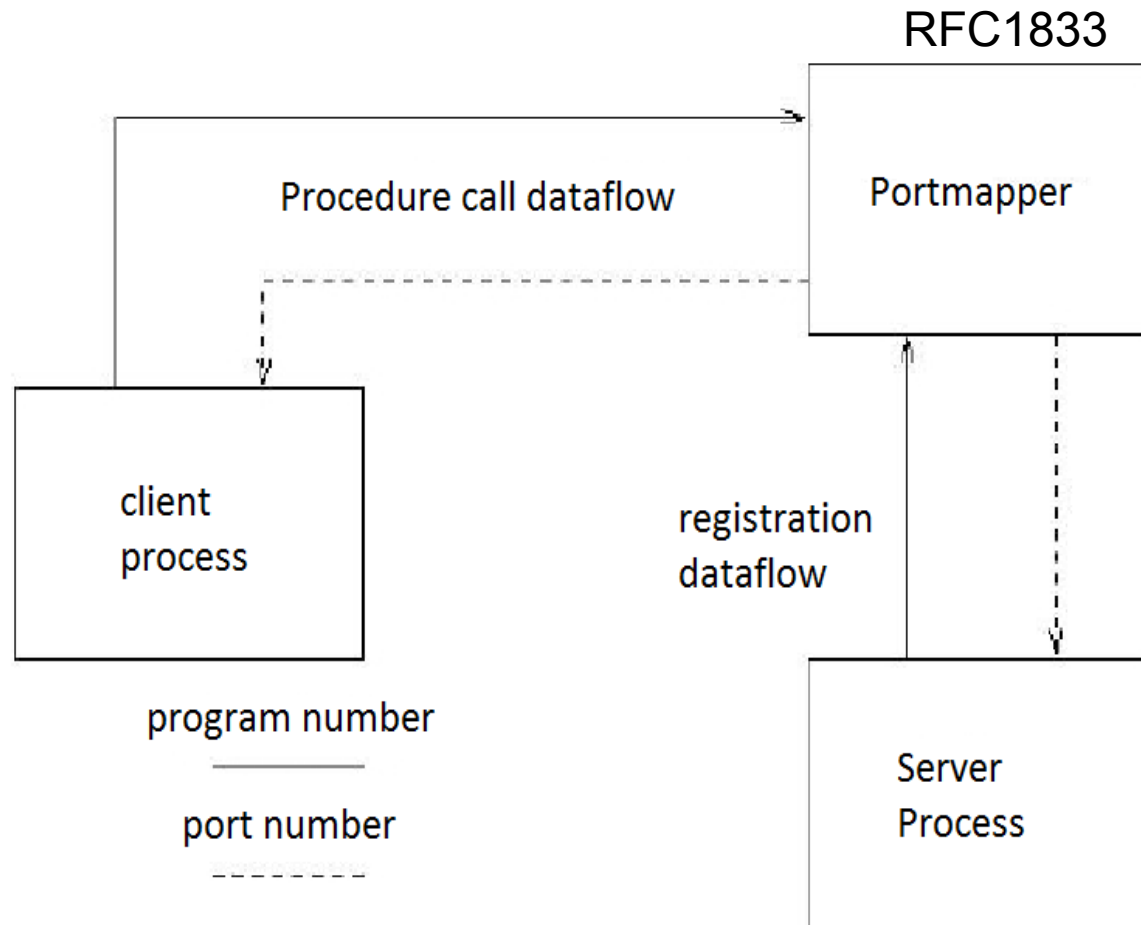 RFC1833
Portmapper
Procedure call dataflow
client
process
registration
dataflow
program number
port number
Server
Process